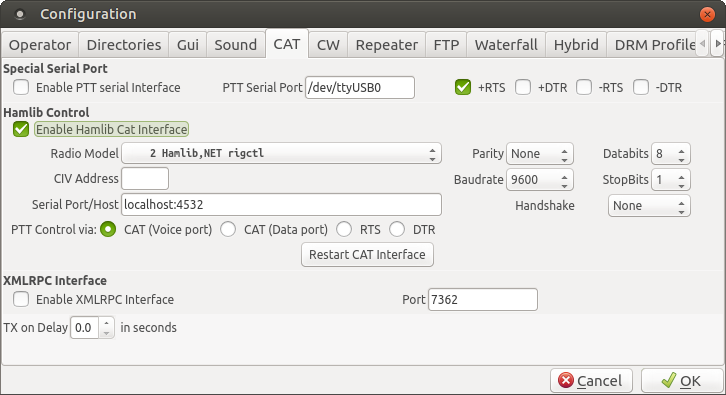 Configuration
Operator Directories Gui Sound CAT CW Repeater FTP Waterfall Hybrid DRM Profile
Special Serial Port
Enable PTT serial Interface PTT Serial Port /dev/ttyUSB0 +RTS +DTR -RTS -DTR
Hamlib Control
Enable Hamlib Cat Interface
Radio Model 2 Hamlib,NET rigctl Parity None Databits 8
CIV Address Baudrate 9600 StopBits 1
Serial Port/Host localhost:4532 Handshake None
PTT Control via: CAT (Voice port) CAT (Data port) RTS DTR
Restart CAT Interface
XMLRPC Interface
Enable XMLRPC Interface Port 7362
TX on Delay 0.0 in seconds
Cancel OK